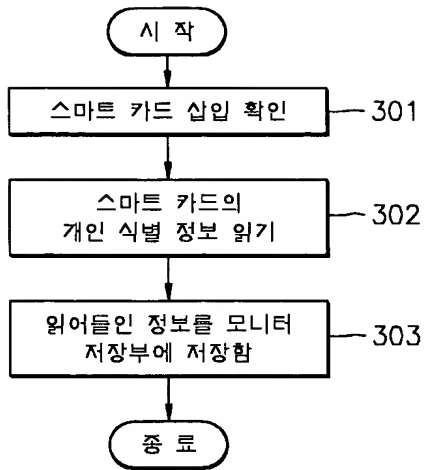 시 작
스마트 카드 삽입 확인
301
스마트 카드의
개인 식별 정보 읽기
302
읽어들인 정보를 모니터
저장부에 저장함
303
종 료